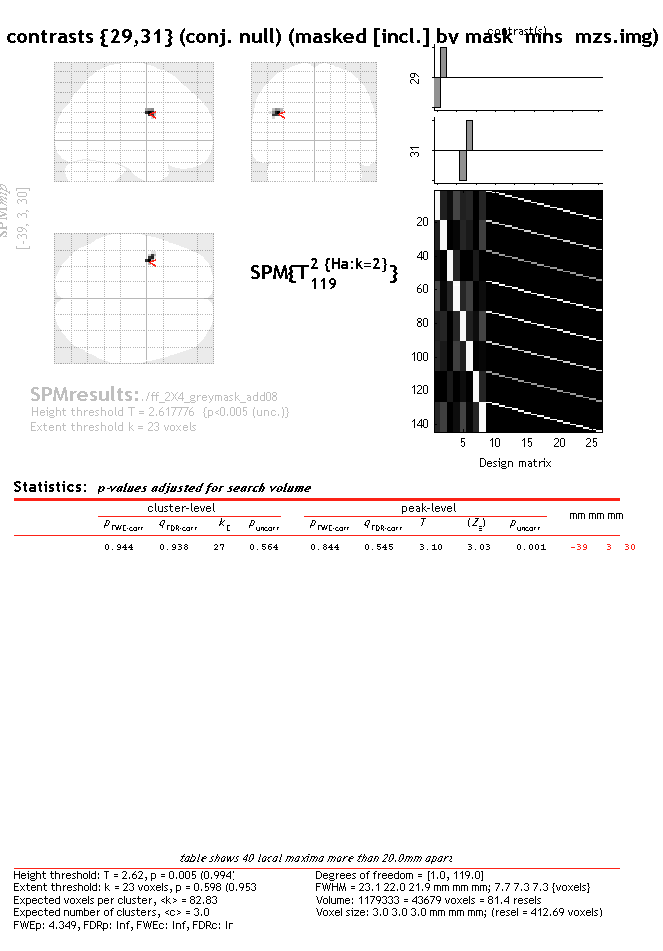 contrast(s)
contrasts {29,31} (conj. null) (masked [incl.] by mask mns mzs.img)
29
31
SPMmip
[-39, 3, 30]
SPM{T 2 {Ha:k=2} 119 }
20
40
60
80
100
120
140
5 10 15 20 25
Design matrix
SPMresults: ./ff_2X4_greymask_add08
Height threshold T = 2.617776 {p<0.005 (unc.)}
Extent threshold k = 23 voxels
Statistics: p-values adjusted for search volume
cluster-level peak-level mm mm mm
p FWE-corr q FDR-corr k E p uncorr p FWE-corr q FDR-corr T (Z ≡) p uncorr
0.944 0.938 27 0.564 0.844 0.545 3.10 3.03 0.001 -39 3 30
table shows 40 local maxima more than 20.0mm apart
Height threshold: T = 2.62, p = 0.005 (0.994)
Extent threshold: k = 23 voxels, p = 0.598 (0.953
Expected voxels per cluster, <k> = 82.83
Expected number of clusters, <c> = 3.0
FWEp: 4.349, FDRp: Inf, FWEc: Inf, FDRc: Ir
Degrees of freedom = [1.0, 119.0]
FWHM = 23.1 22.0 21.9 mm mm mm; 7.7 7.3 7.3 {voxels}
Volume: 1179333 = 43679 voxels = 81.4 resels
Voxel size: 3.0 3.0 3.0 mm mm mm; (resel = 412.69 voxels)